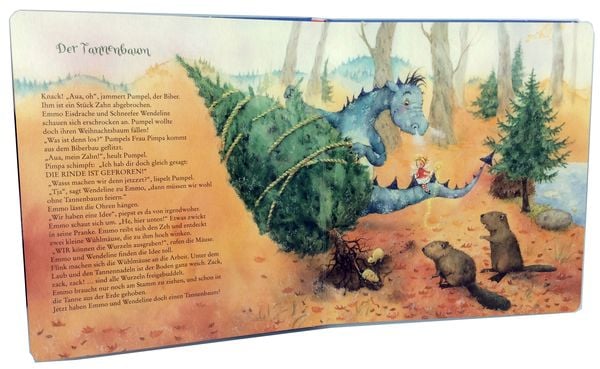 Der Tannenbaum
Knack! „Aua, oh", jammert Pumpel, der Biber.
Ihm ist ein Stück Zahn abgebrochen.
Emmo Eisdrache und Schneefee Wendeline
schauen sich erschrocken an. Pumpel wollte
doch ihren Weihnachtsbaum fällen!
„Was ist denn los?" Pumpels Frau Pimpa kommt
aus dem Biberbau geflitzt.
„Aua, mein Zahn!", heult Pumpel.
Pimpa schimpft: „Ich hab dir doch gleich gesagt:
DIE RINDE IST GEFROREN!"
„Wasss machen wir denn jetzzzt?", lispelt Pumpel.
„Tja", sagt Wendeline zu Emmo, „dann müssen wir wohl
ohne Tannenbaum feiern."
Emmo lässt die Ohren hängen.
„Wir haben eine Idee", piepst es da von irgendwoher.
Emmo schaut sich um. „He, hier unten!" Etwas zwickt
in seine Pranke. Emmo reibt sich den Zeh und entdeckt
zwei kleine Wühlmäuse, die zu ihm hoch winken.
„WIR können die Wurzeln ausgraben!", rufen die Mäuse.
Emmo und Wendeline finden die Idee toll.
Flink machen sich die Wühlmäuse an die Arbeit. Unter dem
Laub und den Tannennadeln ist der Boden ganz weich. Zack,
zack, zack! ... sind alle Wurzeln freigebuddelt.
Emmo braucht nur noch am Stamm zu ziehen, und schon ist
die Tanne aus der Erde gehoben.
Jetzt haben Emmo und Wendeline doch einen Tannenbaum!